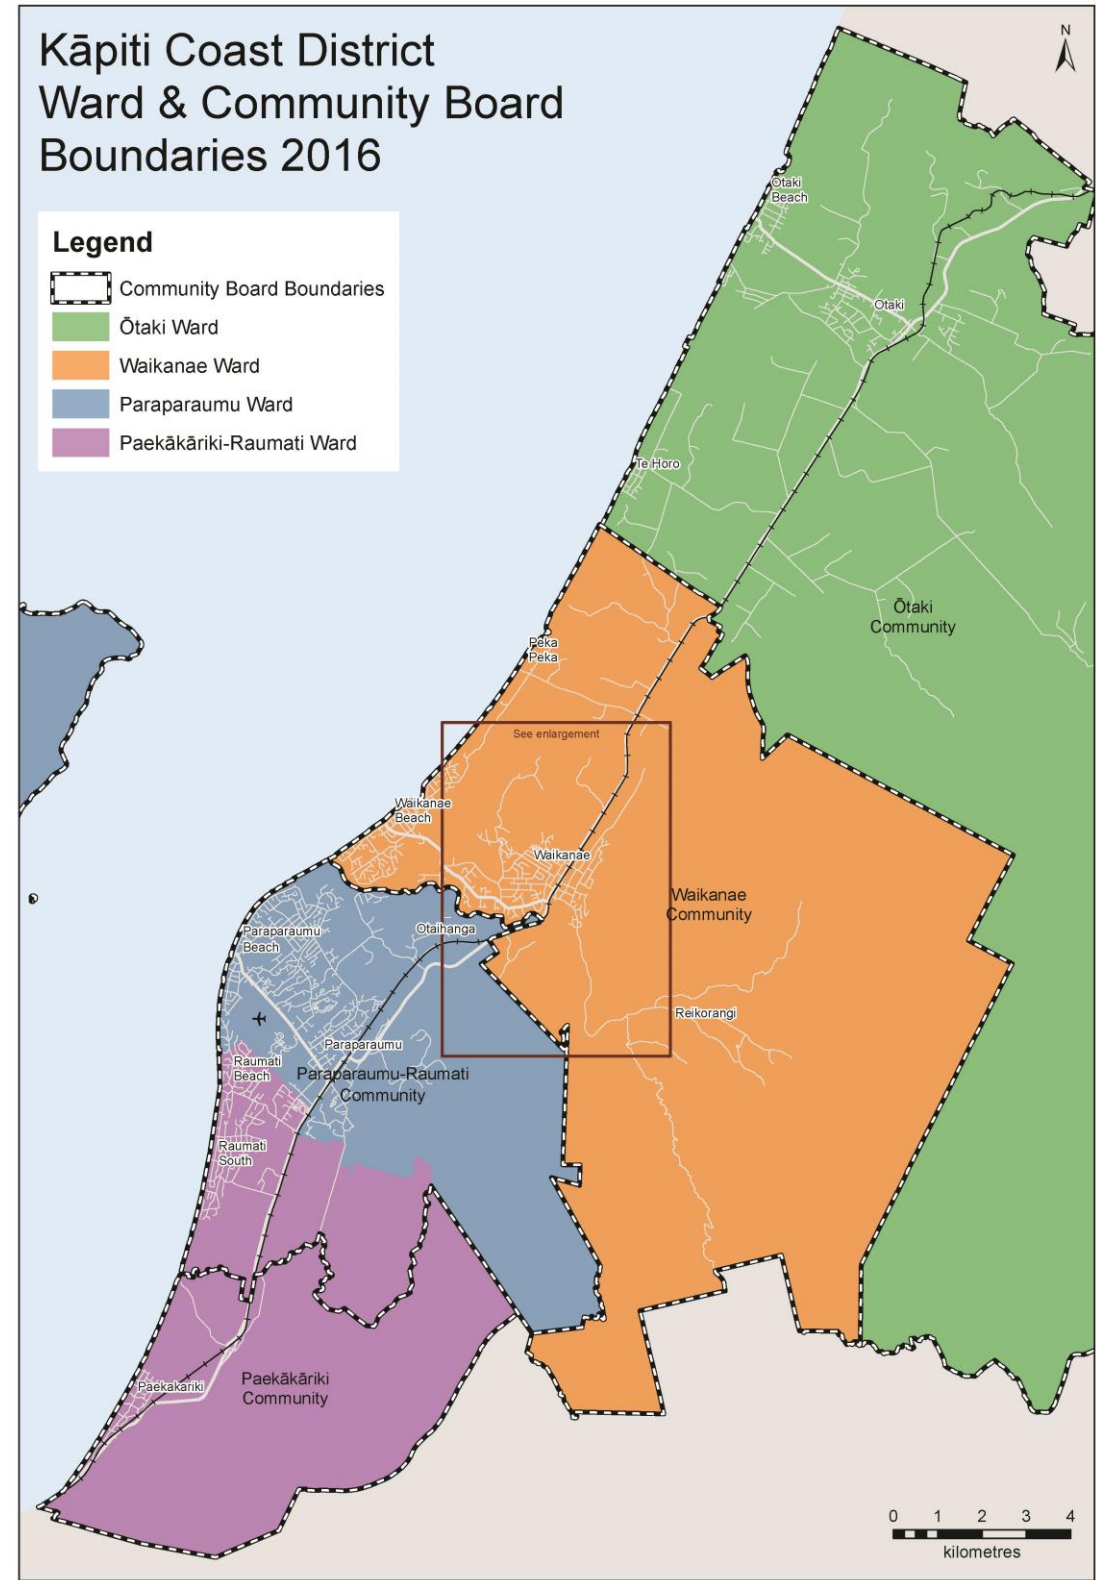 Kāpiti Coast District
Ward & Community Board
Boundaries 2016
N
Legend
Community Board Boundaries
Ōtaki Ward
Waikanae Ward
Paraparaumu Ward
Paekākāriki-Raumati Ward
Otaki
Beach
Otaki
Te Horo
Ōtaki
Community
Peka
Peka
See enlargement
Waikanae
Beach
Waikanae
Waikanae
Community
Otaihanga
Paraparaumu
Beach
Reikorangi
Paraparaumu
Raumati
Beach
Paraparaumu-Raumati
Community
Raumati
South
Paekakariki
Paekākāriki
Community
0 1 2 3 4
kilometres